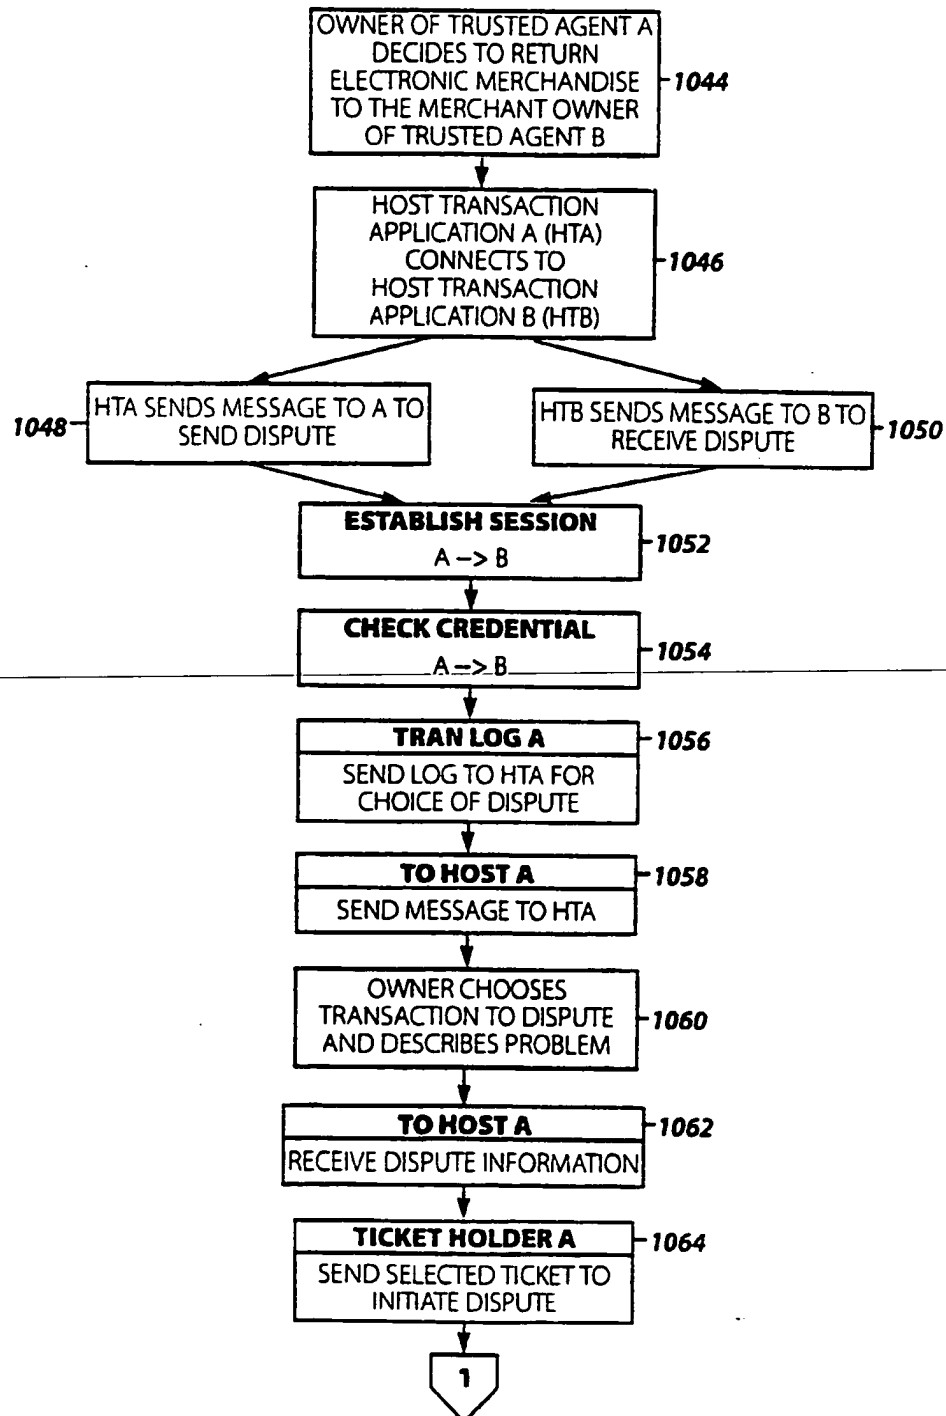 OWNER OF TRUSTED AGENT A
DECIDES TO RETURN
ELECTRONIC MERCHANDISE
TO THE MERCHANT OWNER
OF TRUSTED AGENT B
1044
HOST TRANSACTION
APPLICATION A (HTA)
CONNECTS TO
HOST TRANSACTION
APPLICATION B (HTB)
1046
1048
HTA SENDS MESSAGE TO A TO
SEND DISPUTE
HTB SENDS MESSAGE TO B TO
RECEIVE DISPUTE
1050
ESTABLISH SESSION
A –> B
1052
CHECK CREDENTIAL
A –> B
1054
TRAN LOG A
1056
SEND LOG TO HTA FOR
CHOICE OF DISPUTE
TO HOST A
1058
SEND MESSAGE TO HTA
OWNER CHOOSES
TRANSACTION TO DISPUTE
AND DESCRIBES PROBLEM
1060
TO HOST A
1062
RECEIVE DISPUTE INFORMATION
TICKET HOLDER A
1064
SEND SELECTED TICKET TO
INITIATE DISPUTE
1